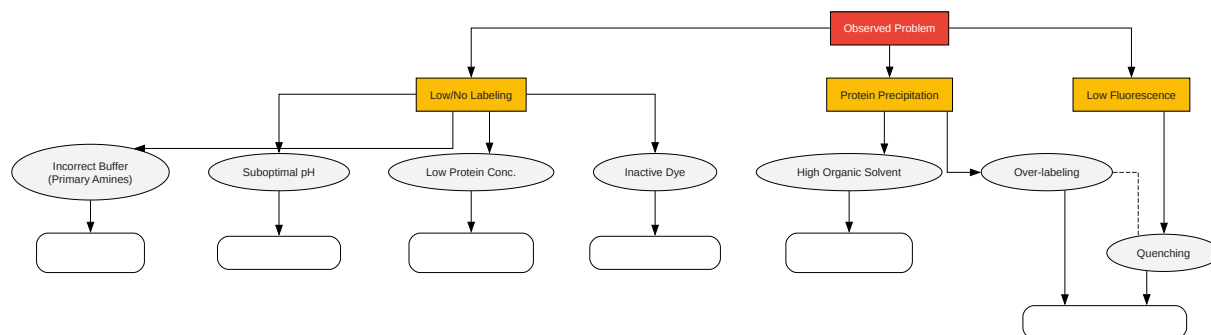 Observed Problem
Low/No Labeling
Protein Precipitation
Low Fluorescence
Incorrect Buffer
(Primary Amines)
Suboptimal pH
Low Protein Conc.
Inactive Dye
High Organic Solvent
Over-labeling
Quenching